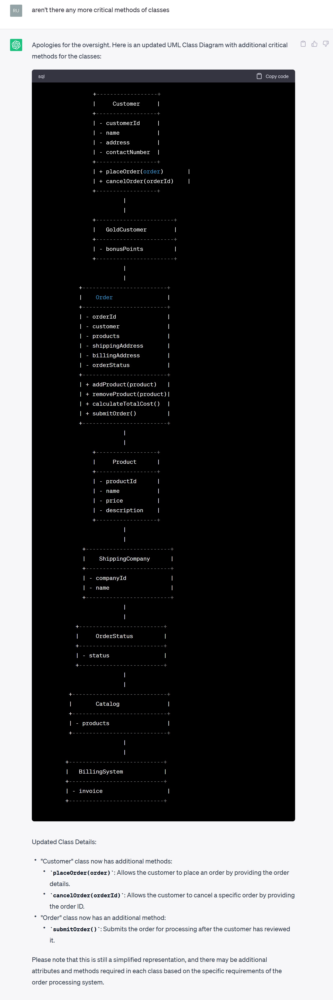 RU
aren't there any more critical methods of classes
Apologies for the oversight. Here is an updated UML Class Diagram with additional critical
methods for the classes:
sql Copy code
                  +------------------+
                  |     Customer     |
                  +------------------+
                  | - customerId     |
                  | - name           |
                  | - address        |
                  | - contactNumber  |
                  +------------------+
                  | + placeOrder(order)       |
                  | + cancelOrder(orderId)    |
                  +------------------+
                           |
                           |
                  +-----------------------+
                  |   GoldCustomer        |
                  +-----------------------+
                  | - bonusPoints         |
                  +-----------------------+
                           |
                           |
              +-------------------------+
              |    Order                |
              +-------------------------+
              | - orderId               |
              | - customer              |
              | - products              |
              | - shippingAddress       |
              | - billingAddress        |
              | - orderStatus           |
              +-------------------------+
              | + addProduct(product)   |
              | + removeProduct(product)|
              | + calculateTotalCost()  |
              | + submitOrder()         |
              +-------------------------+
                           |
                           |
                  +------------------+
                  |     Product      |
                  +------------------+
                  | - productId      |
                  | - name           |
                  | - price          |
                  | - description    |
                  +------------------+
                           |
                           |
               +-------------------------+
               |    ShippingCompany      |
               +-------------------------+
               | - companyId             |
               | - name                  |
               +-------------------------+
                           |
                           |
             +-------------------------+
             |     OrderStatus         |
             +-------------------------+
             | - status                |
             +-------------------------+
                           |
                           |
           +----------------------------+
           |       Catalog              |
           +----------------------------+
           | - products                 |
           +----------------------------+
                           |
                           |
          +----------------------------+
          |   BillingSystem            |
          +----------------------------+
          | - invoice                   |
          +----------------------------+
Updated Class Details:
• "Customer" class now has additional methods:
• `placeOrder(order)`: Allows the customer to place an order by providing the order
details.
• `cancelOrder(orderId)`: Allows the customer to cancel a specific order by providing
the order ID.
• "Order" class now has an additional method:
• `submitOrder()`: Submits the order for processing after the customer has reviewed
it.
Please note that this is still a simplified representation, and there may be additional
attributes and methods required in each class based on the specific requirements of the
order processing system.